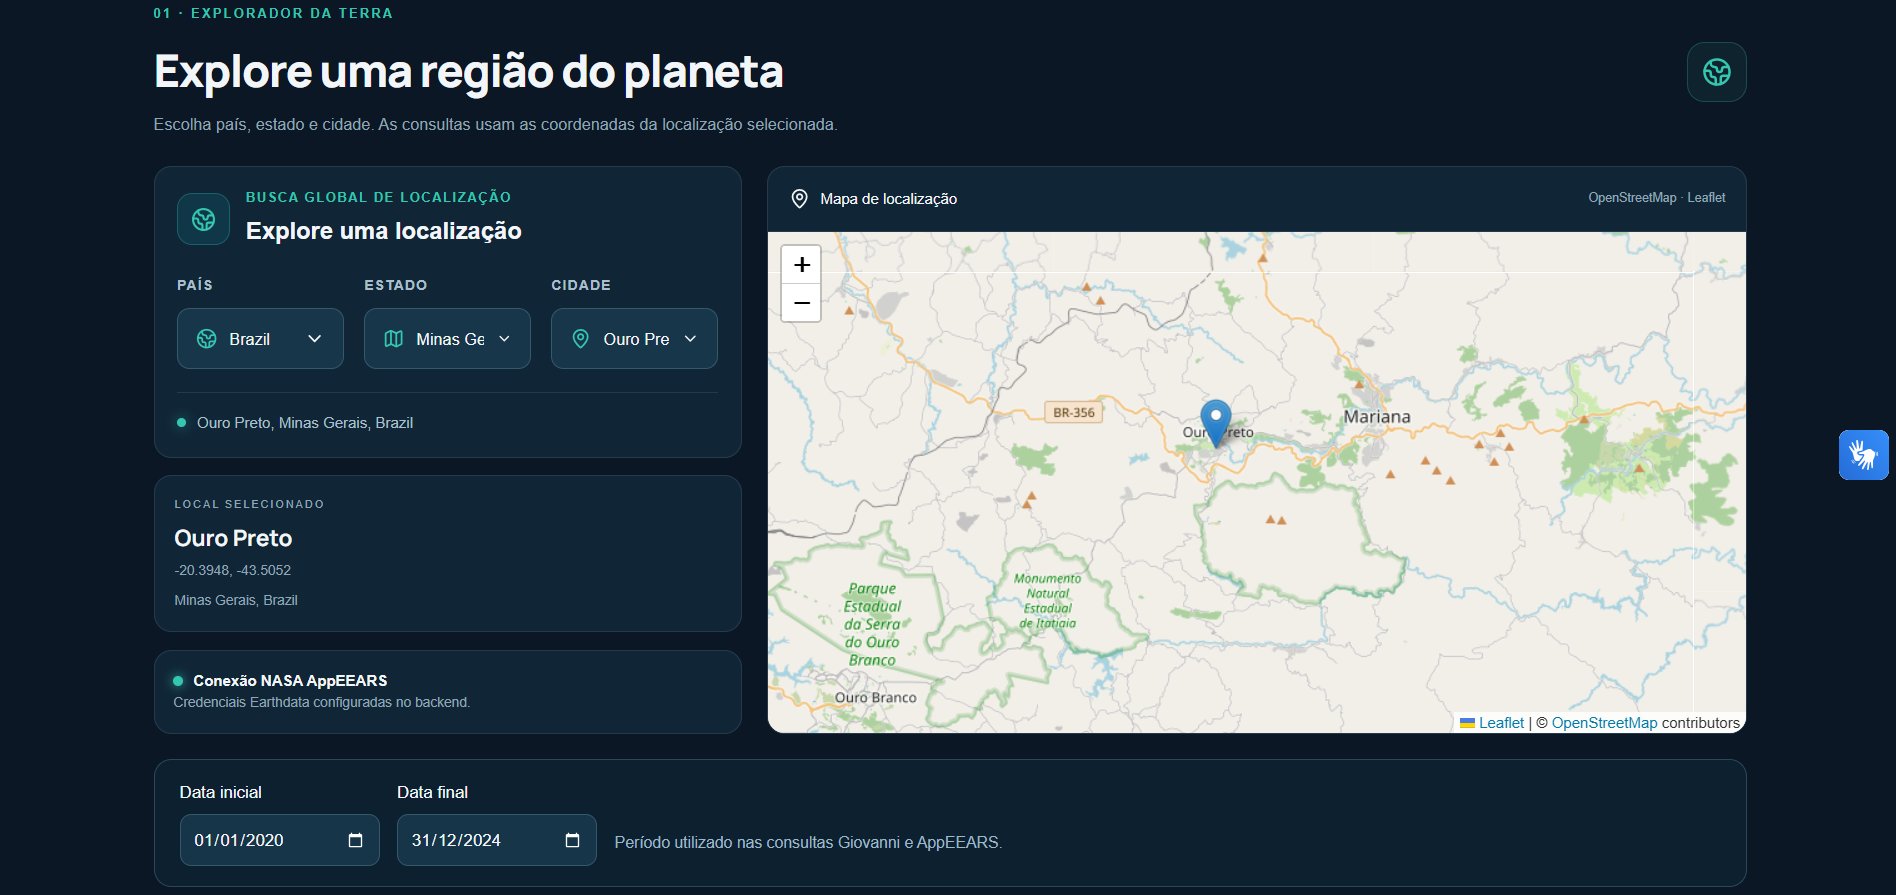 01 · EXPLORADOR DA TERRA
Explore uma região do planeta
Escolha país, estado e cidade. As consultas usam as coordenadas da localização selecionada.
BUSCA GLOBAL DE LOCALIZAÇÃO
Explore uma localização
PAÍS ESTADO CIDADE
Brazil Minas Ge Ouro Pre
Ouro Preto, Minas Gerais, Brazil
LOCAL SELECIONADO
Ouro Preto
-20.3948, -43.5052
Minas Gerais, Brazil
Conexão NASA AppEEARS
Credenciais Earthdata configuradas no backend.
Mapa de localização
OpenStreetMap · Leaflet
+
−
BR-356
Mariana
Ouro Preto
Parque
Estadual
da Serra
do Ouro
Branco
Monumento
Natural
Estadual
de Itatiaia
Ouro Branco
Leaflet | © OpenStreetMap contributors
Data inicial Data final
01/01/2020 31/12/2024
Período utilizado nas consultas Giovanni e AppEEARS.